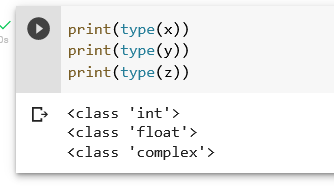 print(type(x))
print(type(y))
print(type(z))
<class 'int'>
<class 'float'>
<class 'complex'>